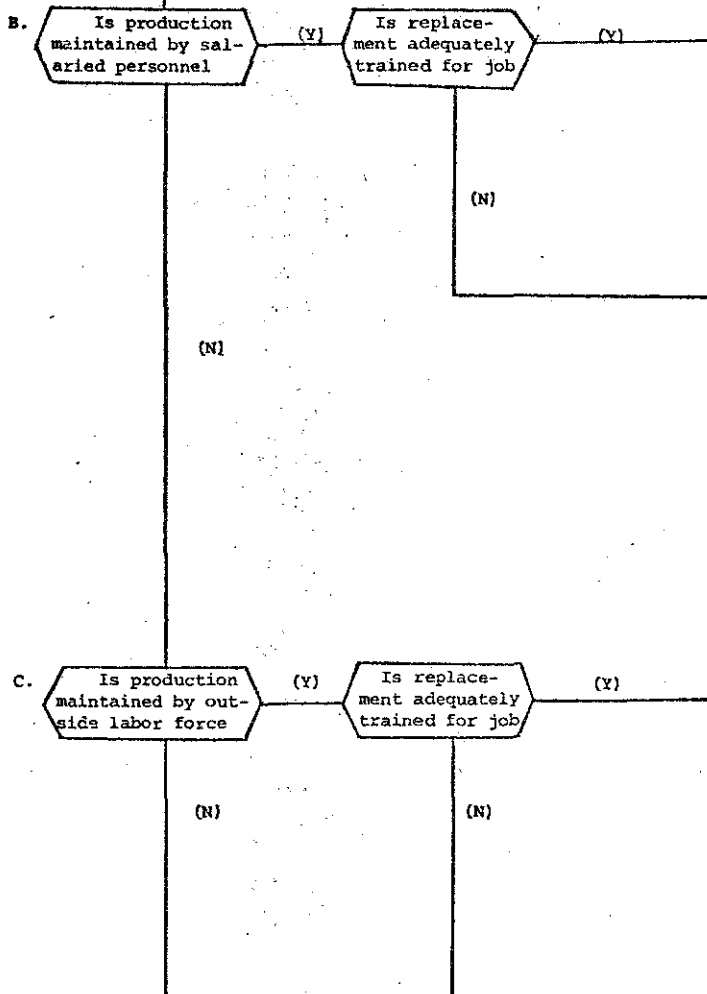 B. Is production
maintained by sal-
aried personnel
(Y)
Is replace-
ment adequately
trained for job
(Y)
(N)
(N)
C. Is production
maintained by out-
side labor force
(Y)
Is replace-
ment adequately
trained for job
(Y)
(N)
(N)